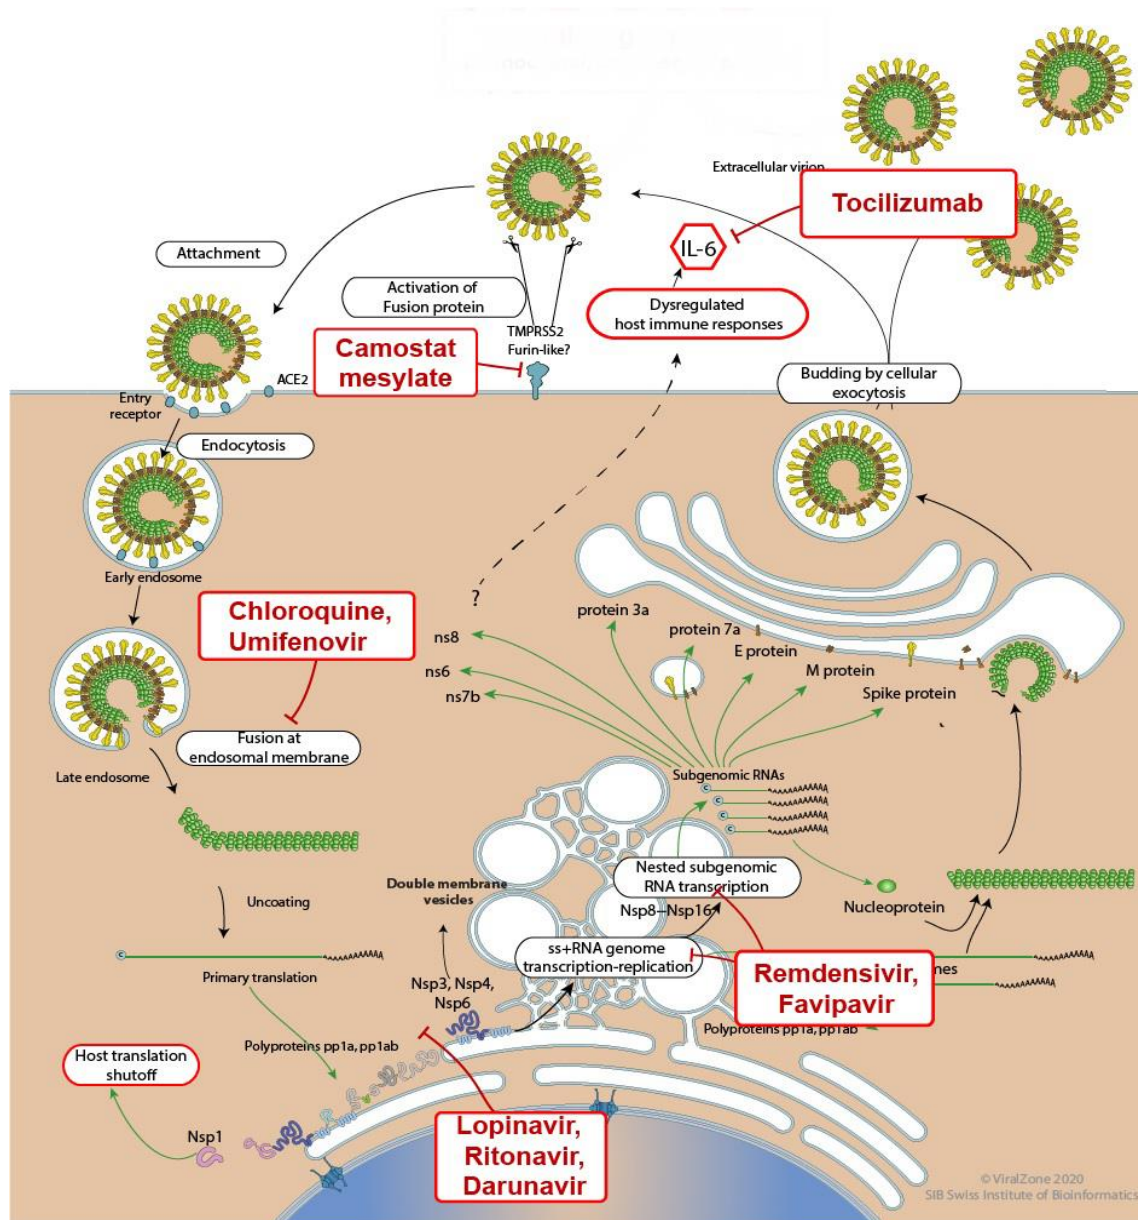 Extracellular virion
Tocilizumab
IL-6
Attachment
Activation of
Fusion protein
Dysregulated
host immune responses
TMPRSS2
Furin-like?
Camostat
mesylate
ACE2
Budding by cellular
exocytosis
Entry
receptor
Endocytosis
Early endosome
Chloroquine,
Umifenovir
?
protein 3a
ns8
protein 7a
E protein
ns6
M protein
ns7b
Spike protein
Fusion at
endosomal membrane
Late endosome
Subgenomic RNAs
C
C
C
C
Nested subgenomic
RNA transcription
Double membrane
vesicles
Uncoating
Nsp8–Nsp16
Nucleoprotein
ss+RNA genome
transcription-replication
C
Primary translation
Nsp3, Nsp4,
Nsp6
Remdensivir,
Favipavir
mes
Polyproteins pp1a, pp1ab
Polyproteins pp1a, pp1ab
Host translation
shutoff
Nsp1
Lopinavir,
Ritonavir,
Darunavir
© ViralZone 2020
SIB Swiss Institute of Bioinformatics